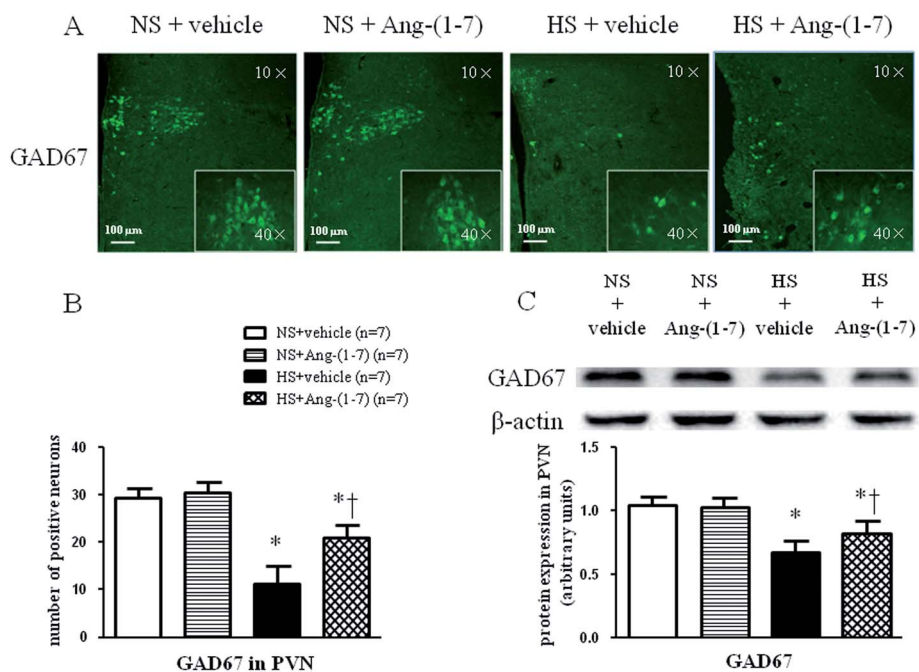 A
NS + vehicle
NS + Ang-(1-7)
HS + vehicle
HS + Ang-(1-7)
GAD67
10×
40×
100 μm
10×
40×
100 μm
10×
40×
100 μm
10×
40×
100 μm
B
NS+vehicle (n=7)
NS+Ang-(1-7) (n=7)
HS+vehicle (n=7)
HS+Ang-(1-7) (n=7)
number of positive neurons
40
30
20
10
0
*
*†
GAD67 in PVN
C
NS
+
vehicle
NS
+
Ang-(1-7)
HS
+
vehicle
HS
+
Ang-(1-7)
GAD67
β-actin
protein expression in PVN
(arbitrary units)
1.5
1.0
0.5
0.0
*
*†
GAD67